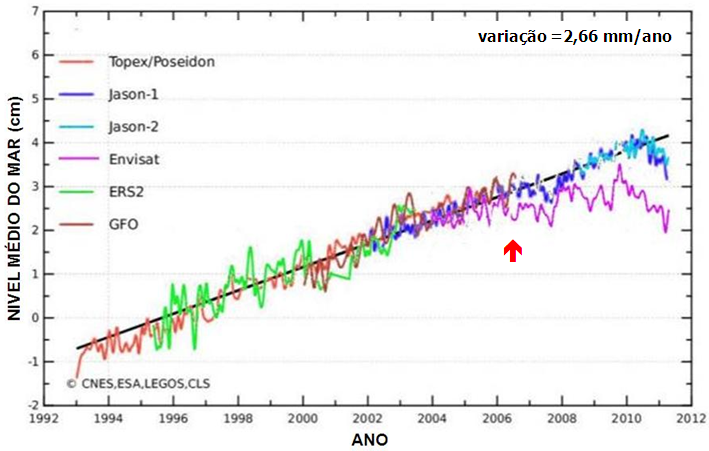 variação =2,66 mm/ano
Topex/Poseidon
Jason-1
Jason-2
Envisat
ERS2
GFO
NIVEL MÉDIO DO MAR (cm)
7
6
5
4
3
2
1
0
-1
-2
© CNES,ESA,LEGOS,CLS
1992 1994 1996 1998 2000 2002 2004 2006 2008 2010 2012
ANO